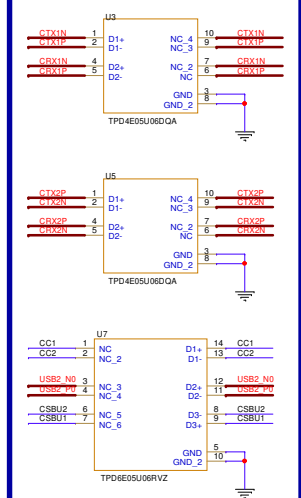 U3
CTX1N 1 D1+ NC_4 10 CTX1N
CTX1P 2 D1- NC_3 9 CTX1P
CRX1N 4 D2+ NC_2 7 CRX1N
CRX1P 5 D2- NC 6 CRX1P
GND 3
GND_2 8
TPD4E05U06DQA
U5
CTX2P 1 D1+ NC_4 10 CTX2P
CTX2N 2 D1- NC_3 9 CTX2N
CRX2P 4 D2+ NC_2 7 CRX2P
CRX2N 5 D2- NC 6 CRX2N
GND 3
GND_2 8
TPD4E05U06DQA
U7
CC1 1 NC D1+ 14 CC1
CC2 2 NC_2 D1- 13 CC2
USB2_N0 3 NC_3 D2+ 12 USB2_N0
USB2_P0 4 NC_4 D2- 11 USB2_P0
CSBU2 6 NC_5 D3- 8 CSBU2
CSBU1 7 NC_6 D3+ 9 CSBU1
GND 5
GND_2 10
TPD6E05U06RVZ